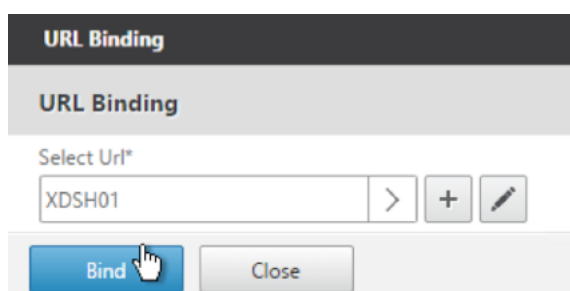 URL Binding
URL Binding
Select Url*
XDSH01
Bind Close